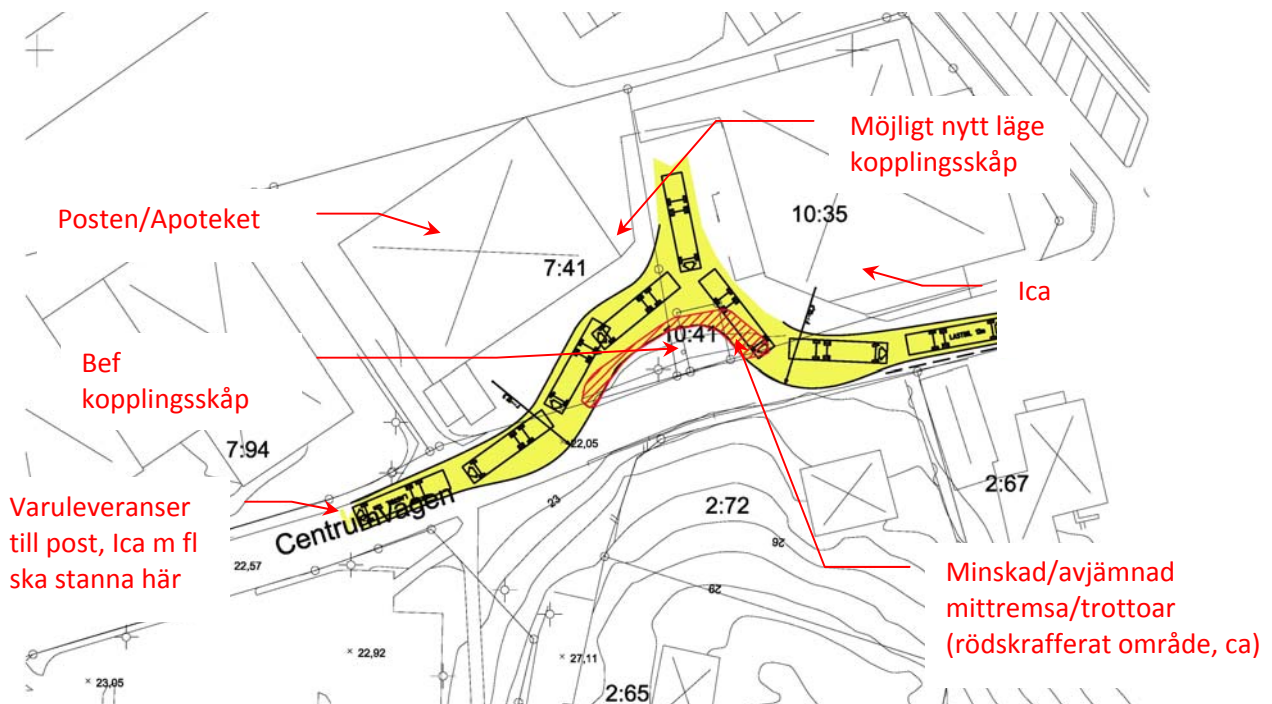 Möjligt nytt läge
kopplingsskåp
Posten/Apoteket
10:35
7:41
Ica
10:41
Bef
kopplingsskåp
LASTBIL 12m
7:94
22,05
2:67
Varuleveranser
till post, Ica m fl
ska stanna här
Centrumvägen
23
2:72
22,57
26
Minskad/avjämnad
mittremsa/trottoar
(rödskrafferat område, ca)
29
22,92
27,11
23,05
2:65